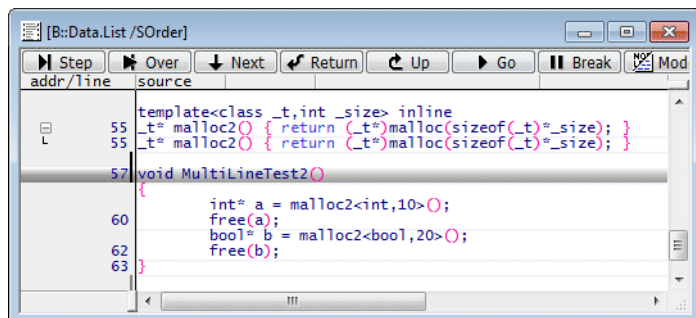 [B::Data.List /SOrder]
Step Over Next Return Up Go Break Mod
addr/line source
template<class _t,int _size> inline
55 _t* malloc2() { return (_t*)malloc(sizeof(_t)*_size); }
55 _t* malloc2() { return (_t*)malloc(sizeof(_t)*_size); }
57 void MultiLineTest2()
{
int* a = malloc2<int,10>();
60 free(a);
bool* b = malloc2<bool,20>();
62 free(b);
63 }